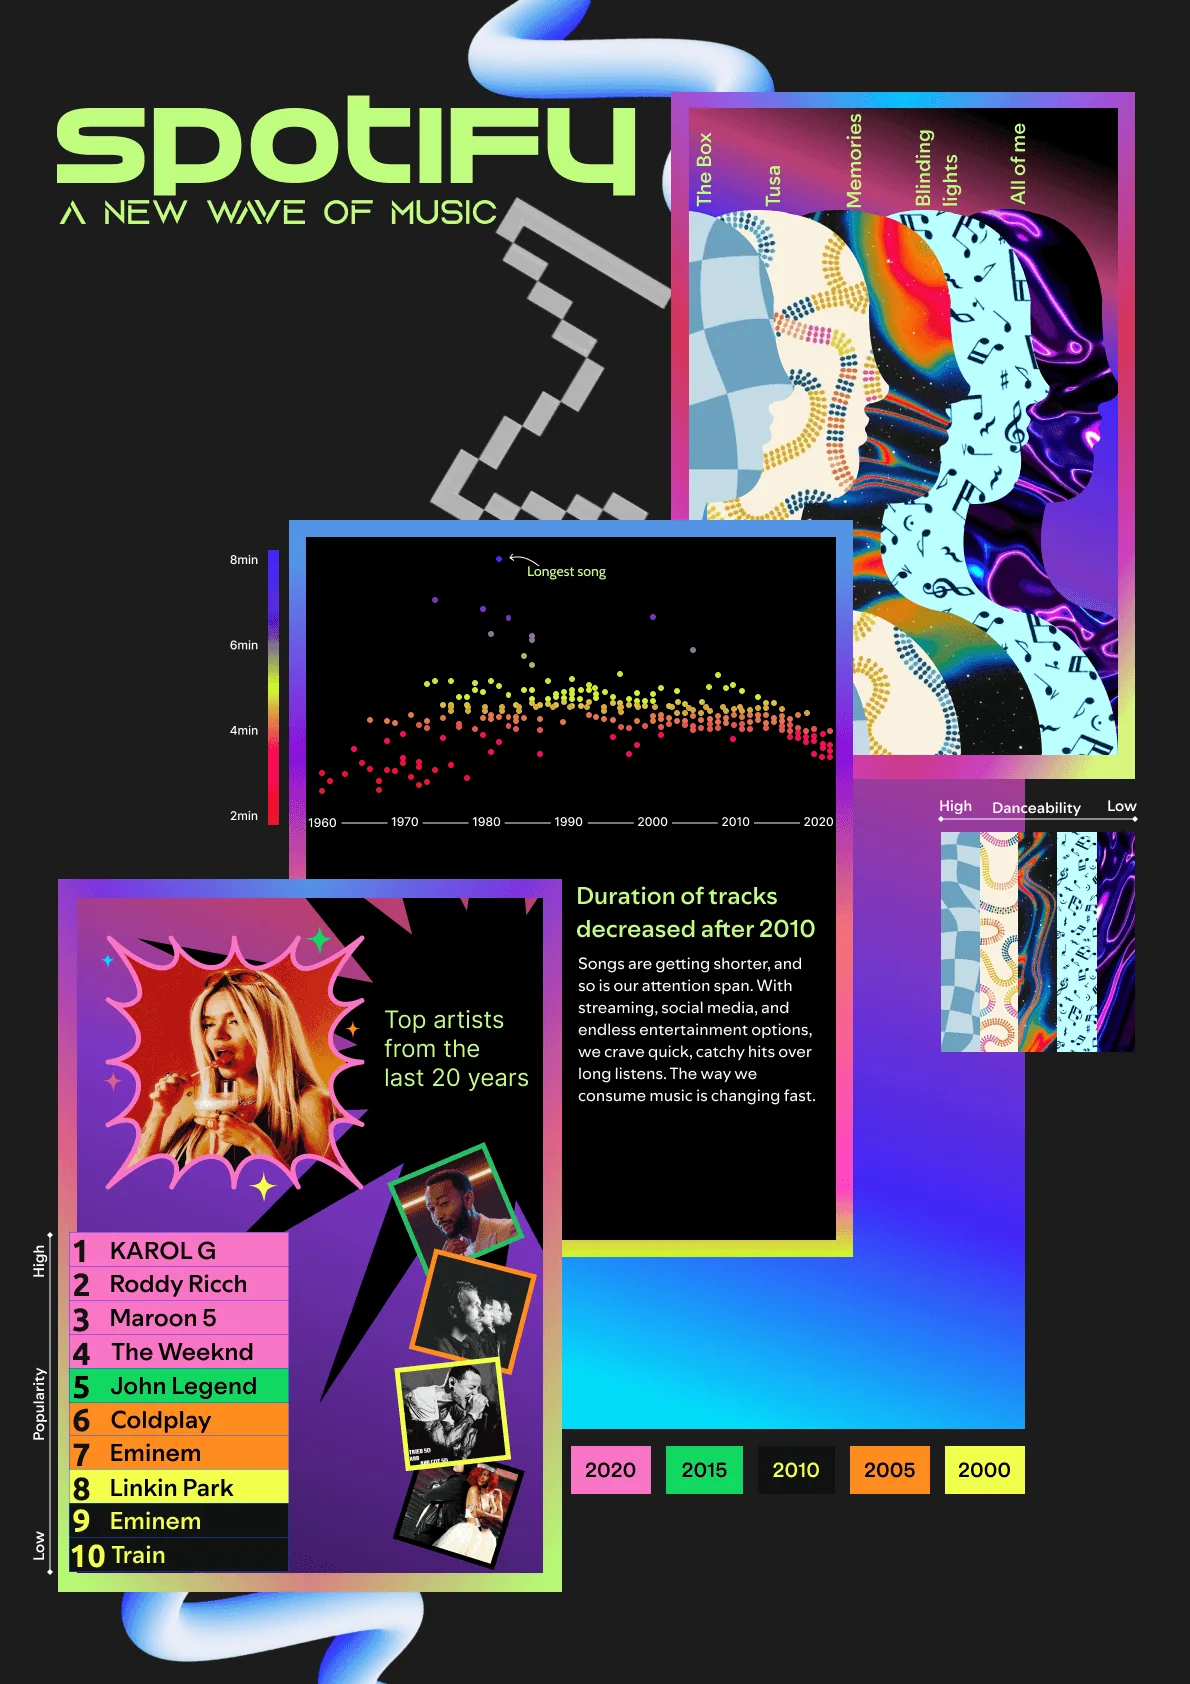 spotify
A NEW WAVE OF MUSIC
The Box
Tusa
Memories
Blinding
lights
All of me
8min
6min
4min
2min
Longest song
1960
1970
1980
1990
2000
2010
2020
High
Danceability
Low
Duration of tracks
decreased after 2010
Songs are getting shorter, and
so is our attention span. With
streaming, social media, and
endless entertainment options,
we crave quick, catchy hits over
long listens. The way we
consume music is changing fast.
Top artists
from the
last 20 years
High
Popularity
Low
1 KAROL G
2 Roddy Ricch
3 Maroon 5
4 The Weeknd
5 John Legend
6 Coldplay
7 Eminem
8 Linkin Park
9 Eminem
10 Train
TRIED SO
AND GOT SO
2020
2015
2010
2005
2000